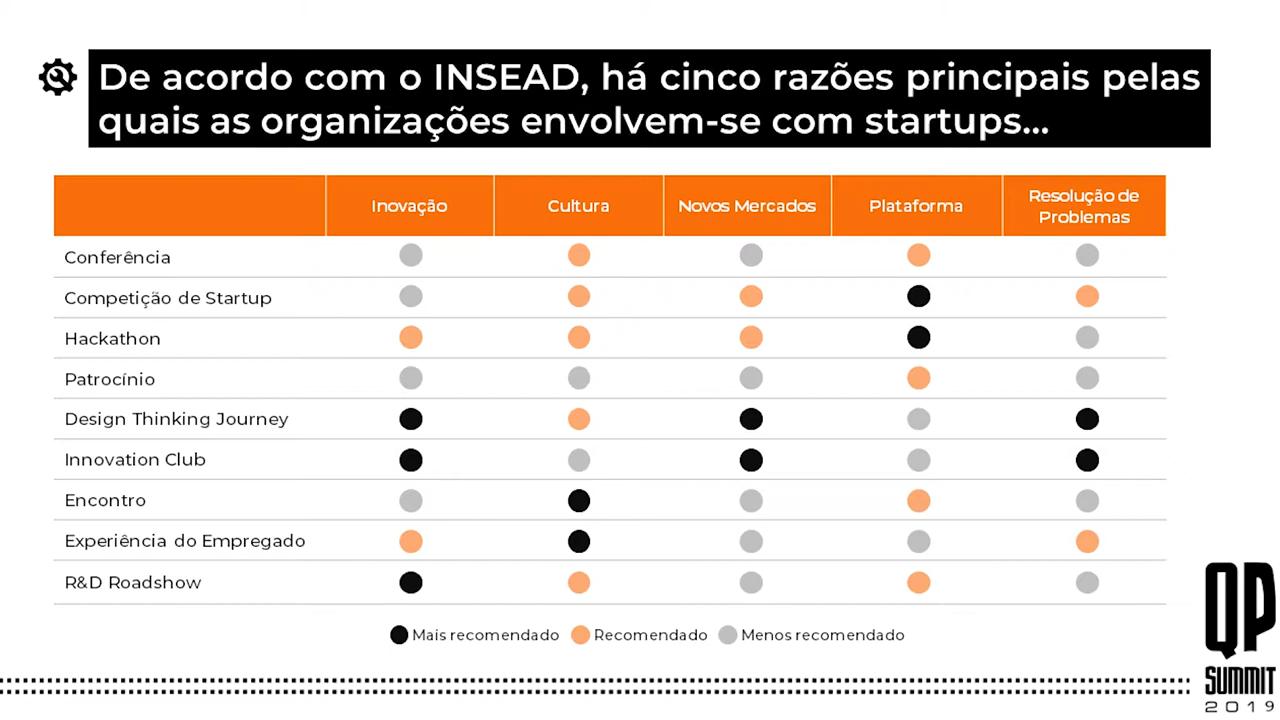 De acordo com o INSEAD, há cinco razões principais pelas
quais as organizações envolvem-se com startups...
Inovação
Cultura
Novos Mercados
Plataforma
Resolução de
Problemas
Conferência
Competição de Startup
Hackathon
Patrocínio
Design Thinking Journey
Innovation Club
Encontro
Experiência do Empregado
R&D Roadshow
Mais recomendado
Recomendado
Menos recomendado
QP
SUMMIT
2019